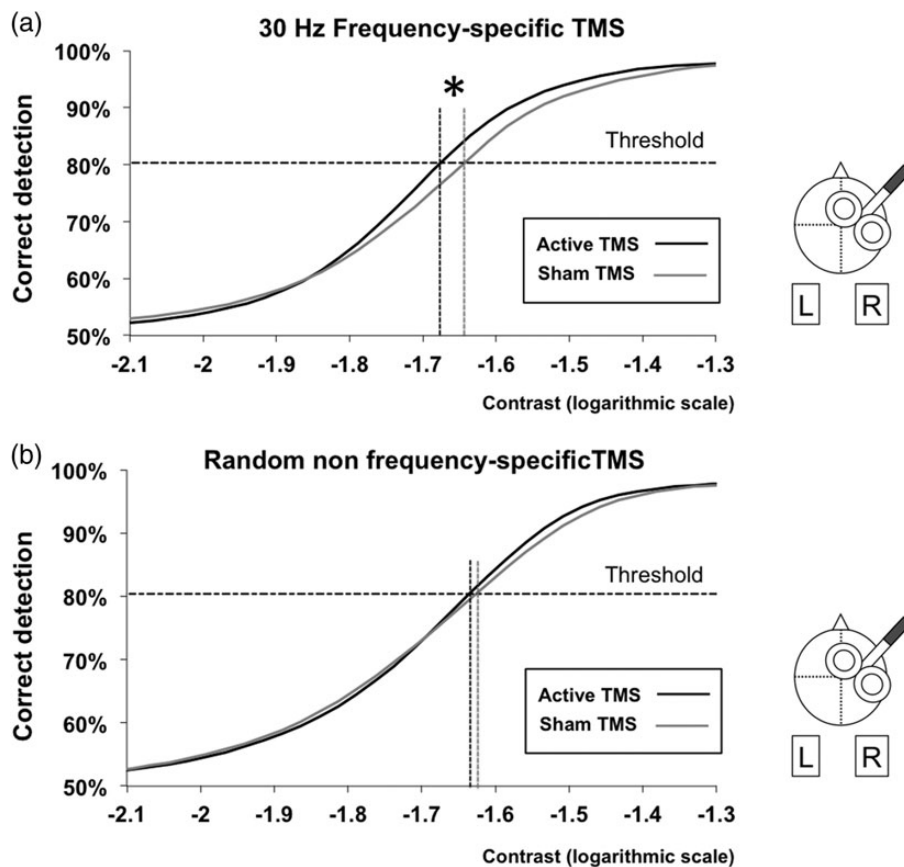 (a)
30 Hz Frequency-specific TMS
100%
90%
80%
70%
60%
50%
Correct detection
*
Threshold
Active TMS
Sham TMS
-2.1 -2 -1.9 -1.8 -1.7 -1.6 -1.5 -1.4 -1.3
Contrast (logarithmic scale)
L R
(b)
Random non frequency-specificTMS
100%
90%
80%
70%
60%
50%
Correct detection
Threshold
Active TMS
Sham TMS
-2.1 -2 -1.9 -1.8 -1.7 -1.6 -1.5 -1.4 -1.3
Contrast (logarithmic scale)
L R